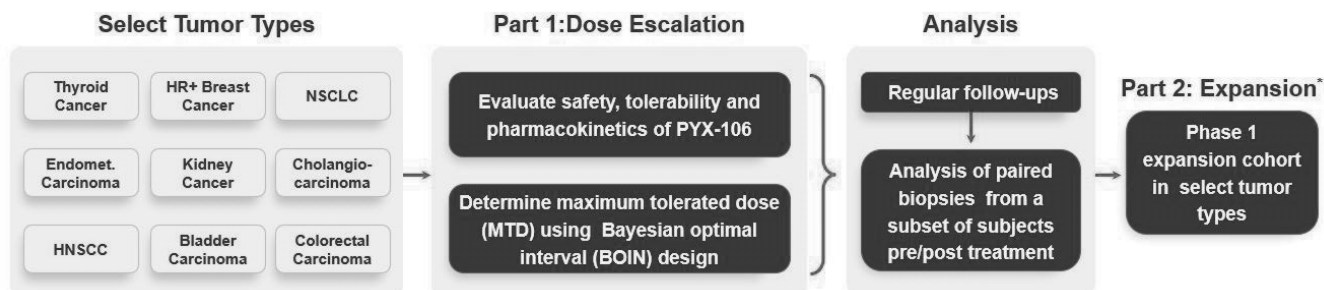 Select Tumor Types
Thyroid
Cancer
HR+ Breast
Cancer
NSCLC
Endomet.
Carcinoma
Kidney
Cancer
Cholangio-
carcinoma
HNSCC
Bladder
Carcinoma
Colorectal
Carcinoma
Part 1:Dose Escalation
Evaluate safety, tolerability and
pharmacokinetics of PYX-106
Determine maximum tolerated dose
(MTD) using Bayesian optimal
interval (BOIN) design
Analysis
Regular follow-ups
Analysis of paired
biopsies from a
subset of subjects
pre/post treatment
Part 2: Expansion*
Phase 1
expansion cohort
in select tumor
types